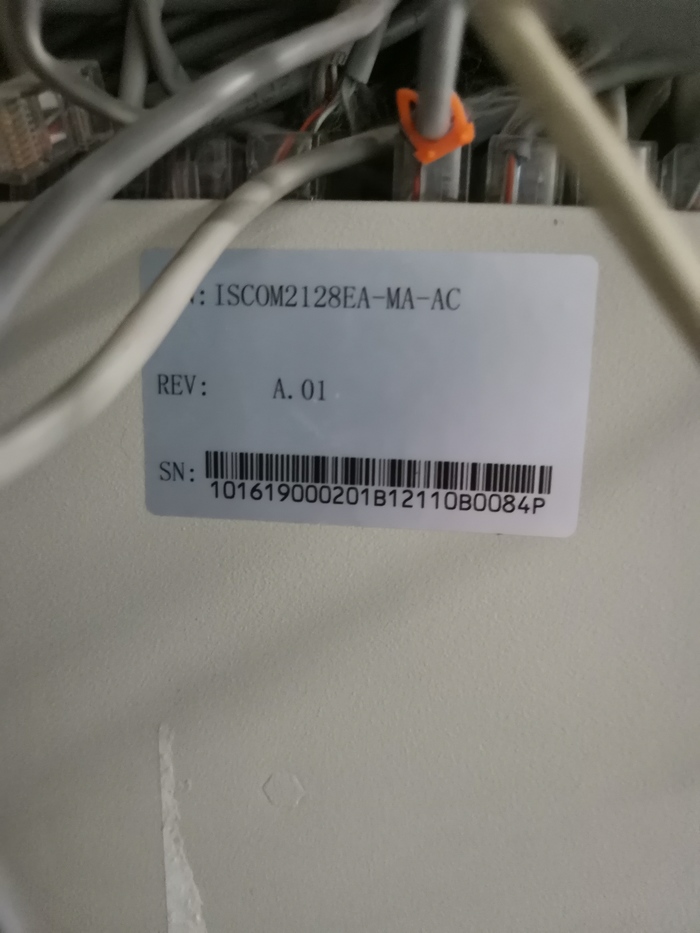 N: ISCOM2128EA-MA-AC
REV: A.01
SN:
101619000201B12110B0084P